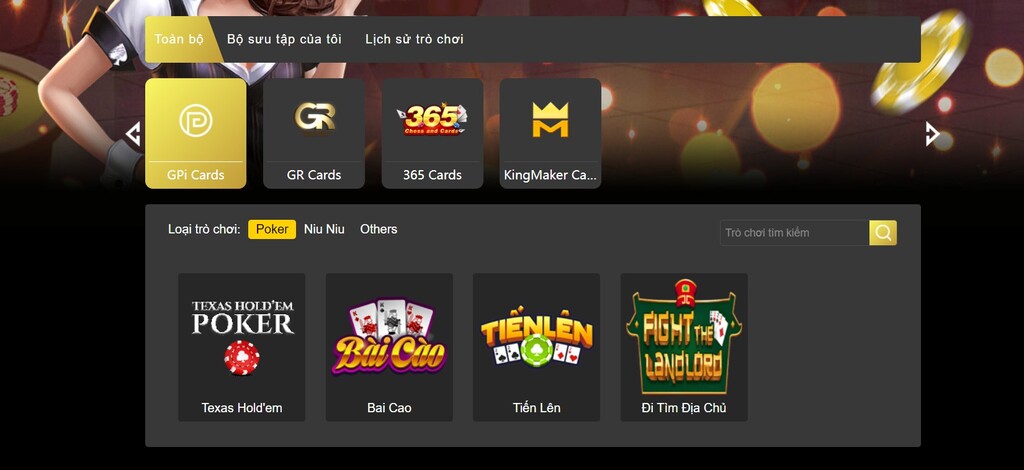 Toàn bộ Bộ sưu tập của tôi Lịch sử trò chơi
GR 365 M
Chess and Cards
GPi Cards GR Cards 365 Cards KingMaker Ca...
Loại trò chơi: Poker Niu Niu Others Trò chơi tìm kiếm
TEXAS HOLD'EM
POKER
Bài Cào
TIẾNLÊN
FIGHT THE
LANDLORD
Texas Hold'em Bai Cao Tiến Lên Đi Tìm Địa Chủ